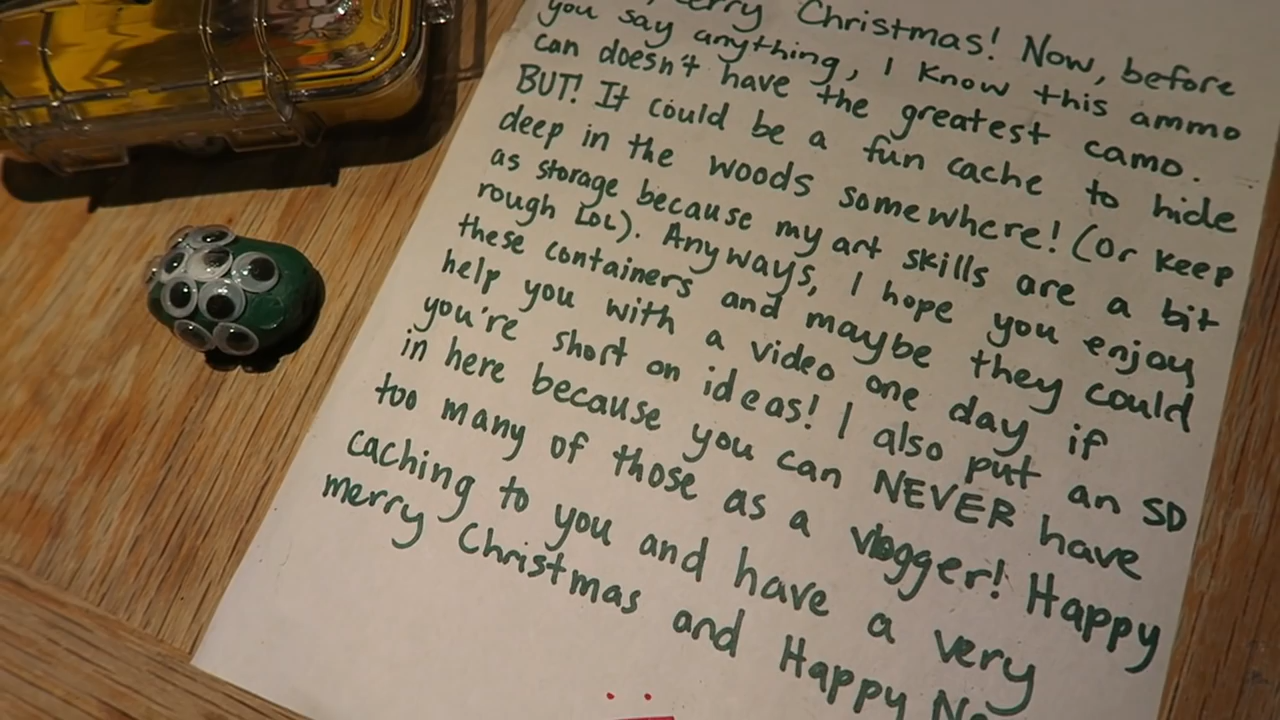 Merry Christmas! Now, before
you say anything, I know this ammo
can doesn't have the greatest camo.
BUT! It could be a fun cache to hide
deep in the woods somewhere! (Or keep
as storage because my art skills are a bit
rough LOL). Anyways, I hope you enjoy
these containers and maybe they could
help you with a video one day if
you're short on ideas! I also put an SD
in here because you can NEVER have
too many of those as a vlogger! Happy
caching to you and have a very
merry Christmas and Happy